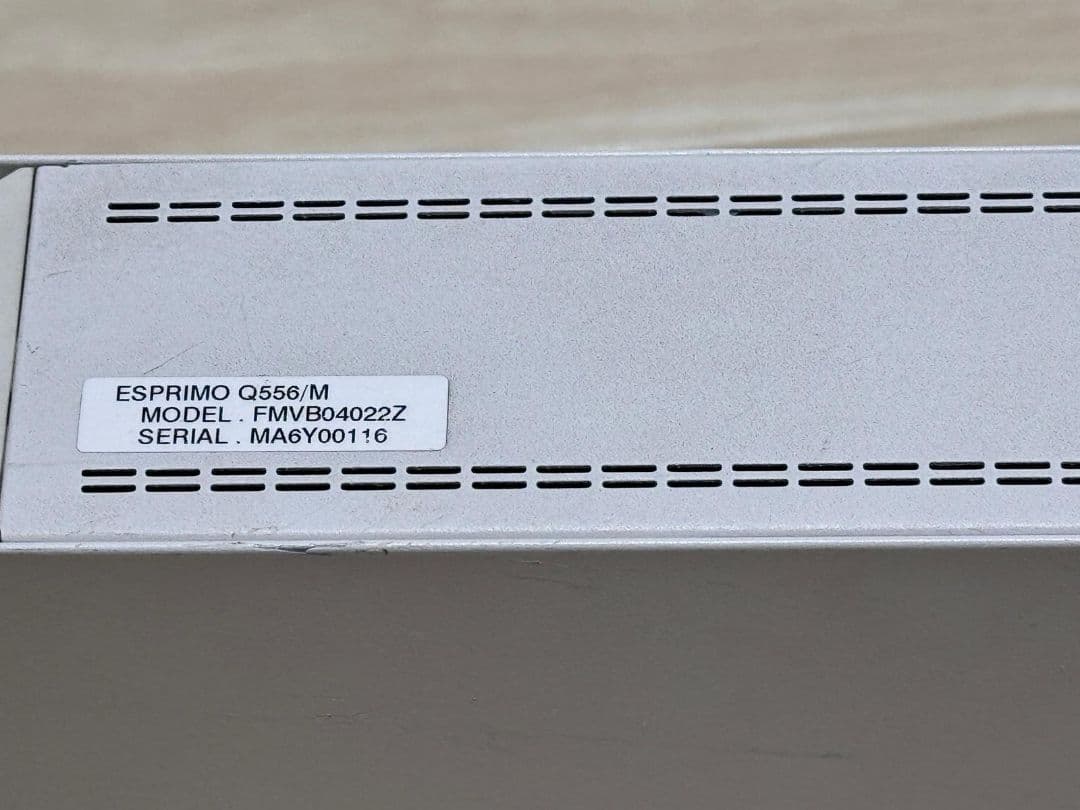 ESPRIMO Q556/M
MODEL . FMVB04022Z
SERIAL . MA6Y00116